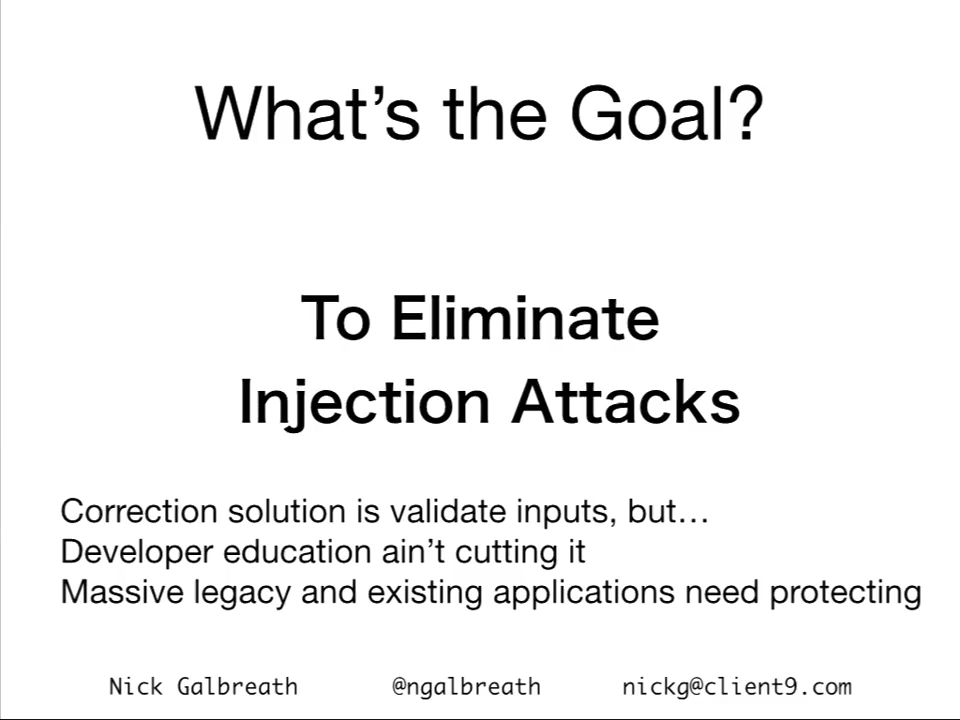 What's the Goal?
To Eliminate
Injection Attacks
Correction solution is validate inputs, but…
Developer education ain't cutting it
Massive legacy and existing applications need protecting
Nick Galbreath @ngalbreath nickg@client9.com